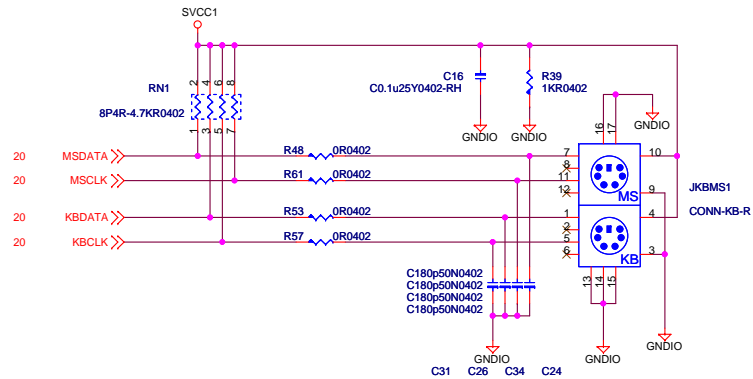 SVCC1
2
4
6
8
RN1
8P4R-4.7KR0402
1
3
5
7
C16
C0.1u25Y0402-RH
R39
1KR0402
GNDIO
GNDIO
GNDIO
16
17
20 MSDATA R48 0R0402 7
8
20 MSCLK R61 0R0402 11
12
MS
10
9
JKBMS1
CONN-KB-R
20 KBDATA R53 0R0402 1
2
20 KBCLK R57 0R0402 5
6
KB
4
3
13
14
15
C180p50N0402
C180p50N0402
C180p50N0402
C180p50N0402
GNDIO
GNDIO
GNDIO
C31 C26 C34 C24